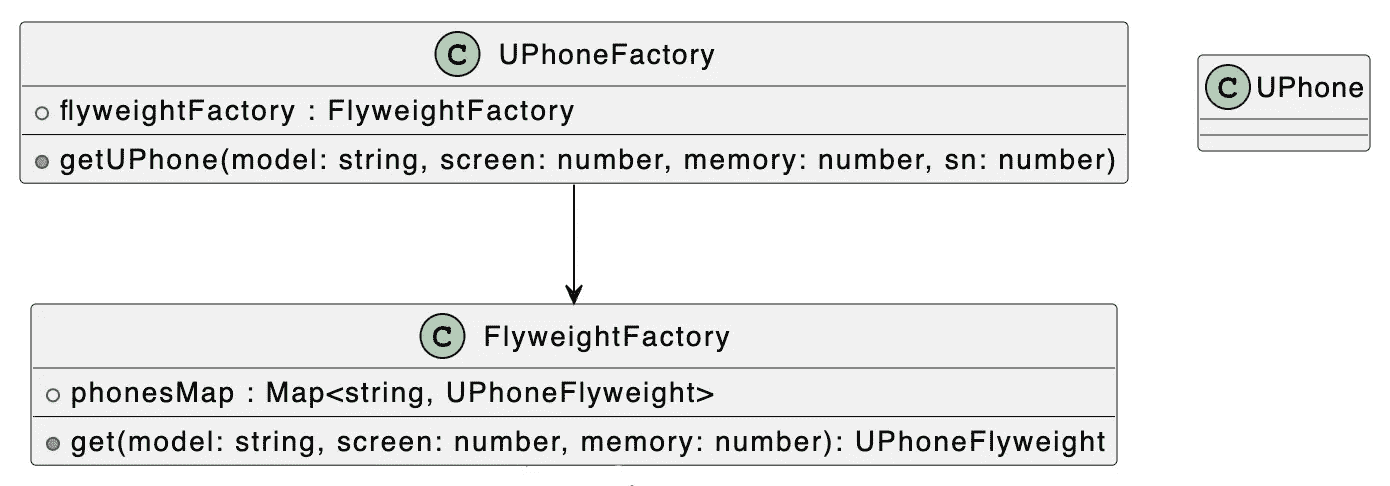 C UPhoneFactory
flyweightFactory : FlyweightFactory
getUPhone(model: string, screen: number, memory: number, sn: number)
C UPhone
C FlyweightFactory
phonesMap : Map<string, UPhoneFlyweight>
get(model: string, screen: number, memory: number): UPhoneFlyweight